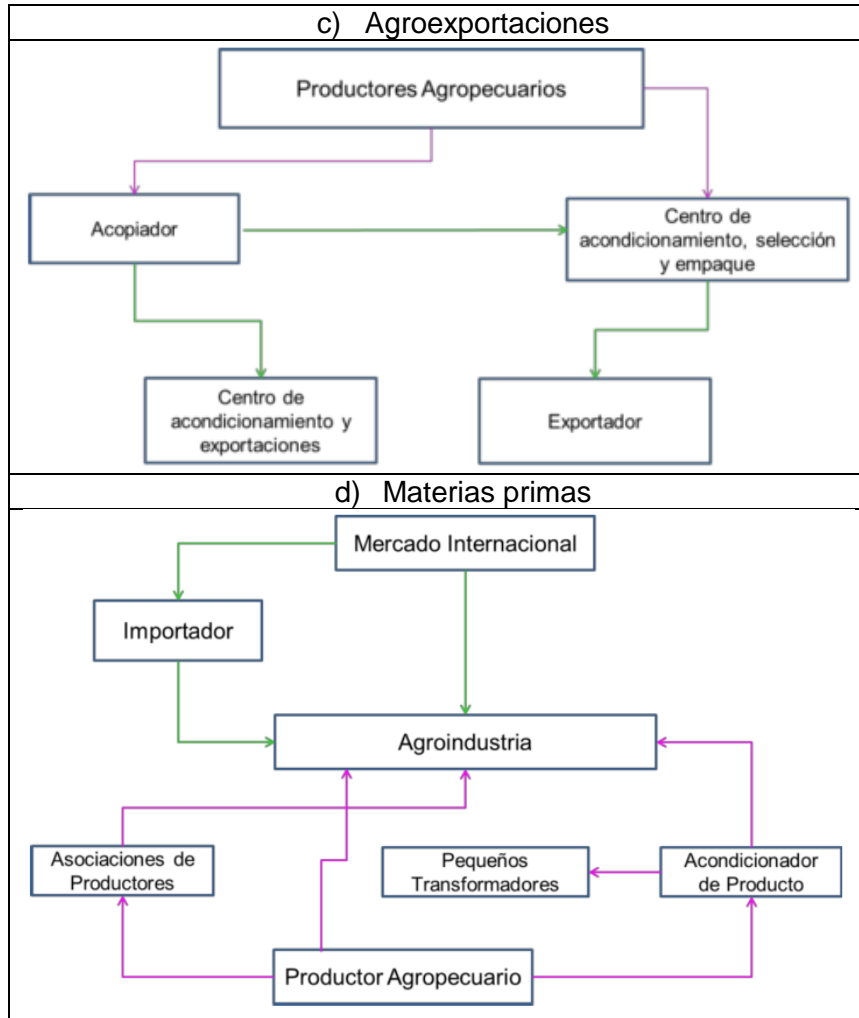 c) Agroexportaciones
Productores Agropecuarios
Acopiador
Centro de
acondicionamiento, selección
y empaque
Centro de
acondicionamiento y
exportaciones
Exportador
d) Materias primas
Mercado Internacional
Importador
Agroindustria
Asociaciones de
Productores
Pequeños
Transformadores
Acondicionador
de Producto
Productor Agropecuario